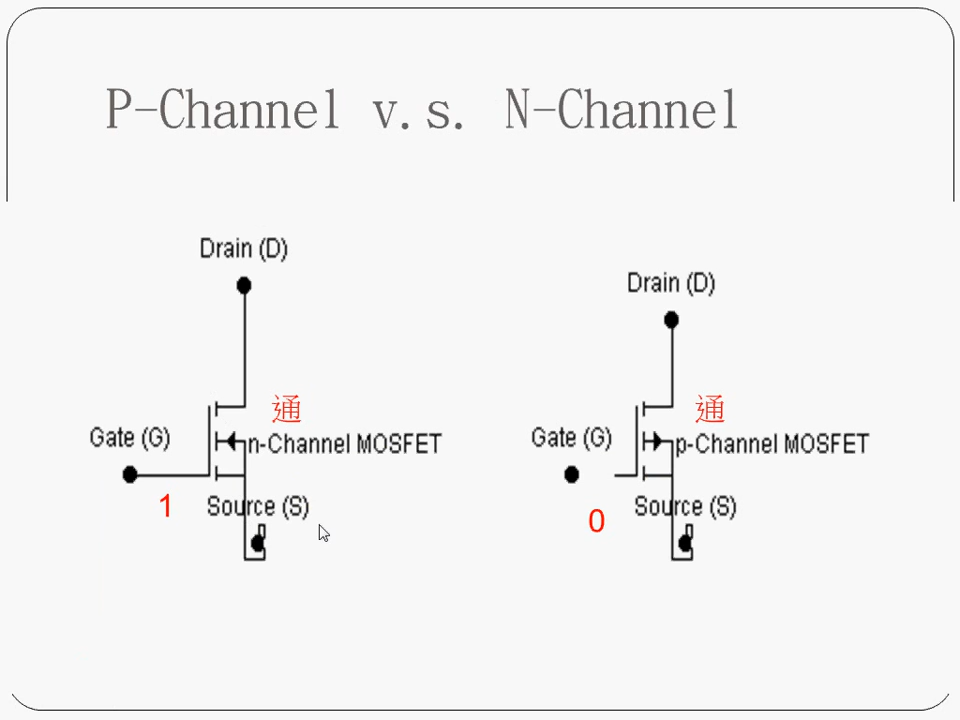 P-Channel v.s. N-Channel
Drain (D)
通
Gate (G)
n-Channel MOSFET
1
Source (S)
Drain (D)
通
Gate (G)
p-Channel MOSFET
0
Source (S)